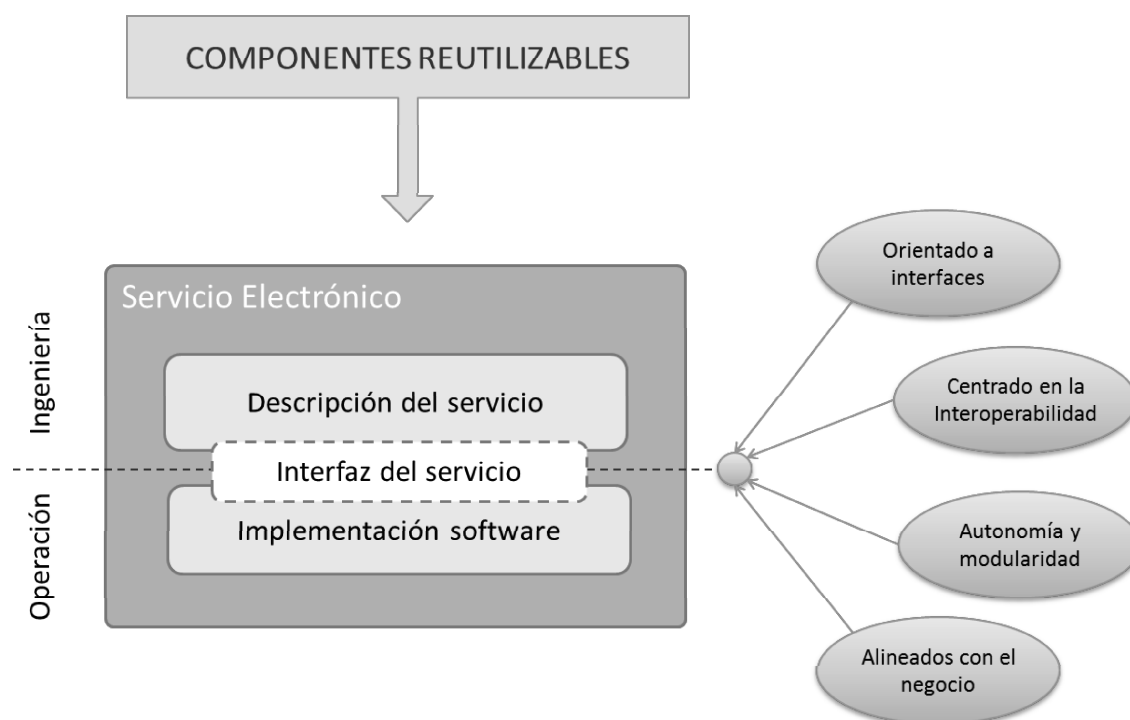 COMPONENTES REUTILIZABLES
Servicio Electrónico
Ingeniería
Descripción del servicio
Interfaz del servicio
Implementación software
Operación
Orientado a
interfaces
Centrado en la
Interoperabilidad
Autonomía y
modularidad
Alineados con el
negocio